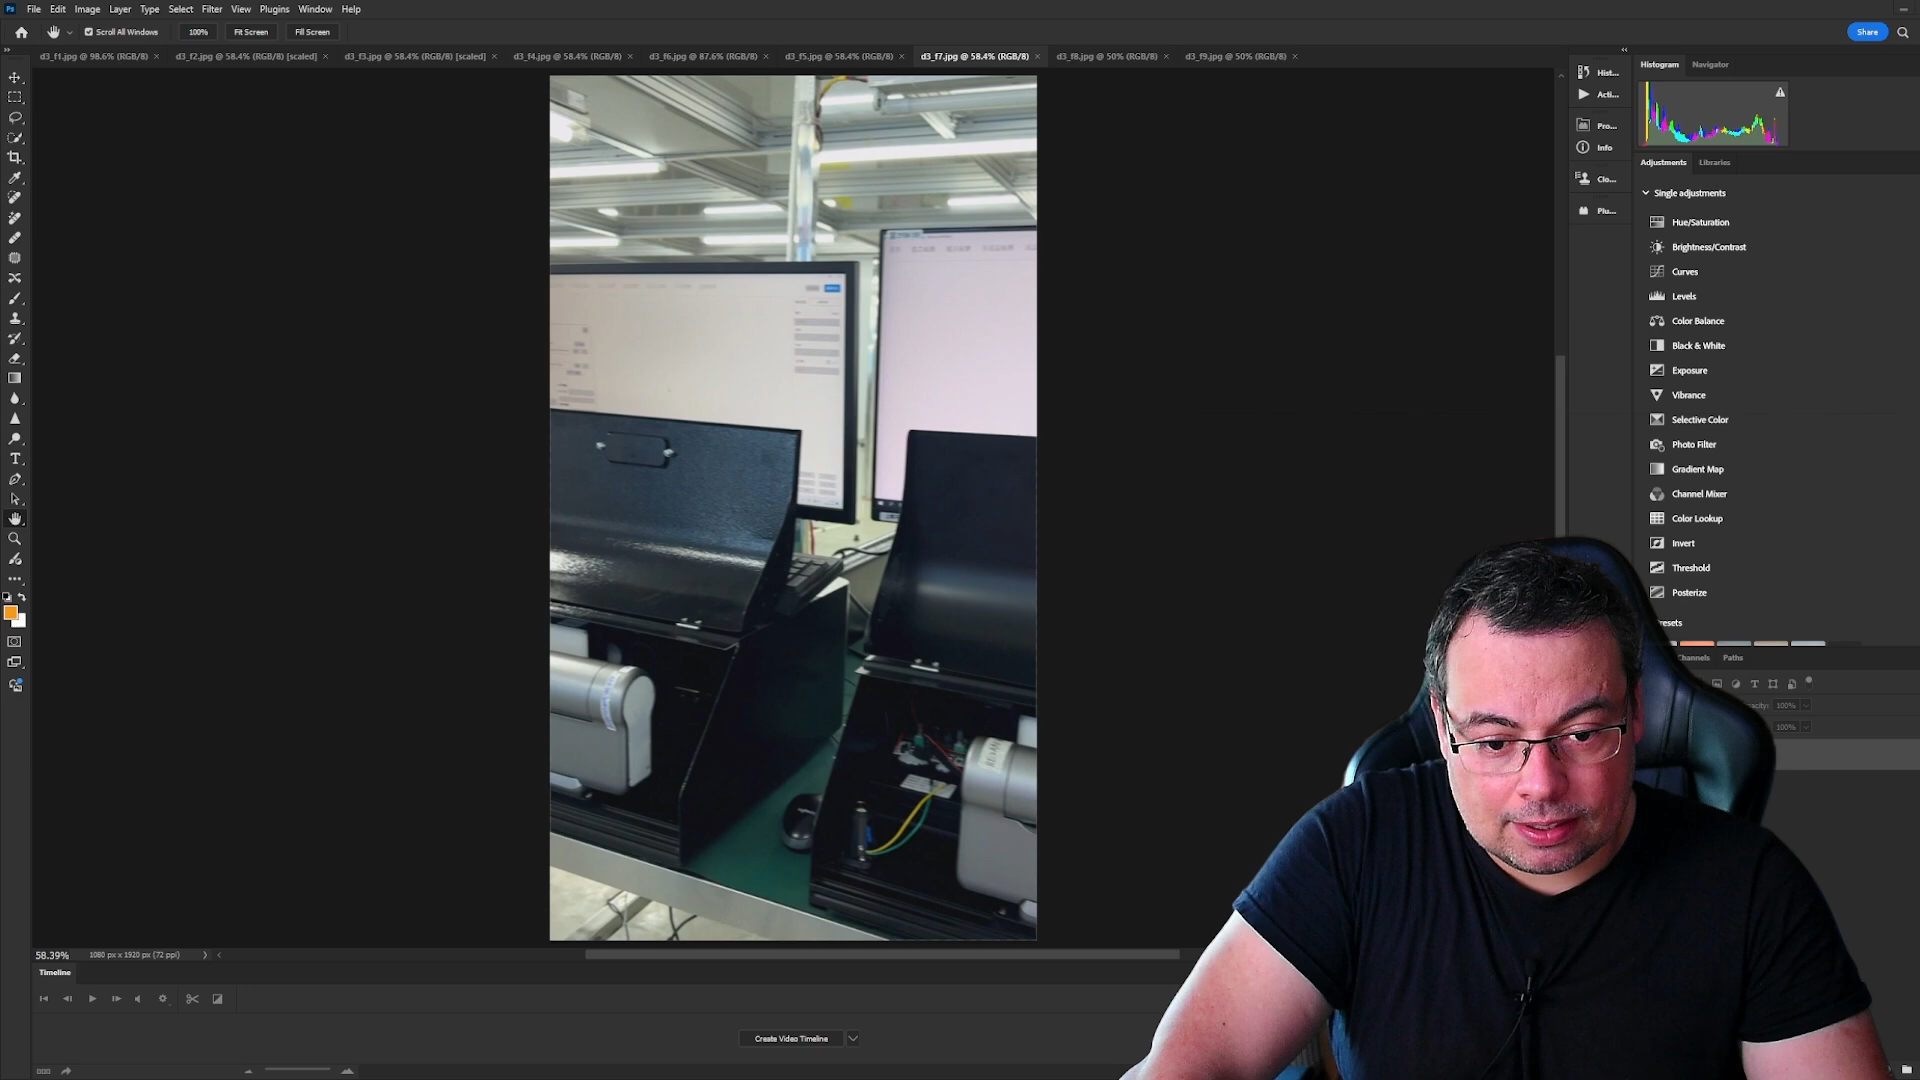 Ps File Edit Image Layer Type Select Filter View Plugins Window Help
Scroll All Windows 100% Fit Screen Fill Screen Share
d3_f1.jpg @ 98.6% (RGB/8) × d3_f2.jpg @ 58.4% (RGB/8) [scaled] × d3_f3.jpg @ 58.4% (RGB/8) [scaled] × d3_f4.jpg @ 58.4% (RGB/8) × d3_f6.jpg @ 87.6% (RGB/8) × d3_f5.jpg @ 58.4% (RGB/8) × d3_f7.jpg @ 58.4% (RGB/8) × d3_f8.jpg @ 50% (RGB/8) × d3_f9.jpg @ 50% (RGB/8) ×
Hist...
Acti...
Pro...
Info
Clo...
Plu...
Histogram Navigator
Adjustments Libraries
Single adjustments
Hue/Saturation
Brightness/Contrast
Curves
Levels
Color Balance
Black & White
Exposure
Vibrance
Selective Color
Photo Filter
Gradient Map
Channel Mixer
Color Lookup
Invert
Threshold
Posterize
resets
hannels Paths
pacity: 100%
100%
58.39% 1080 px x 1920 px (72 ppi)
Timeline
Create Video Timeline